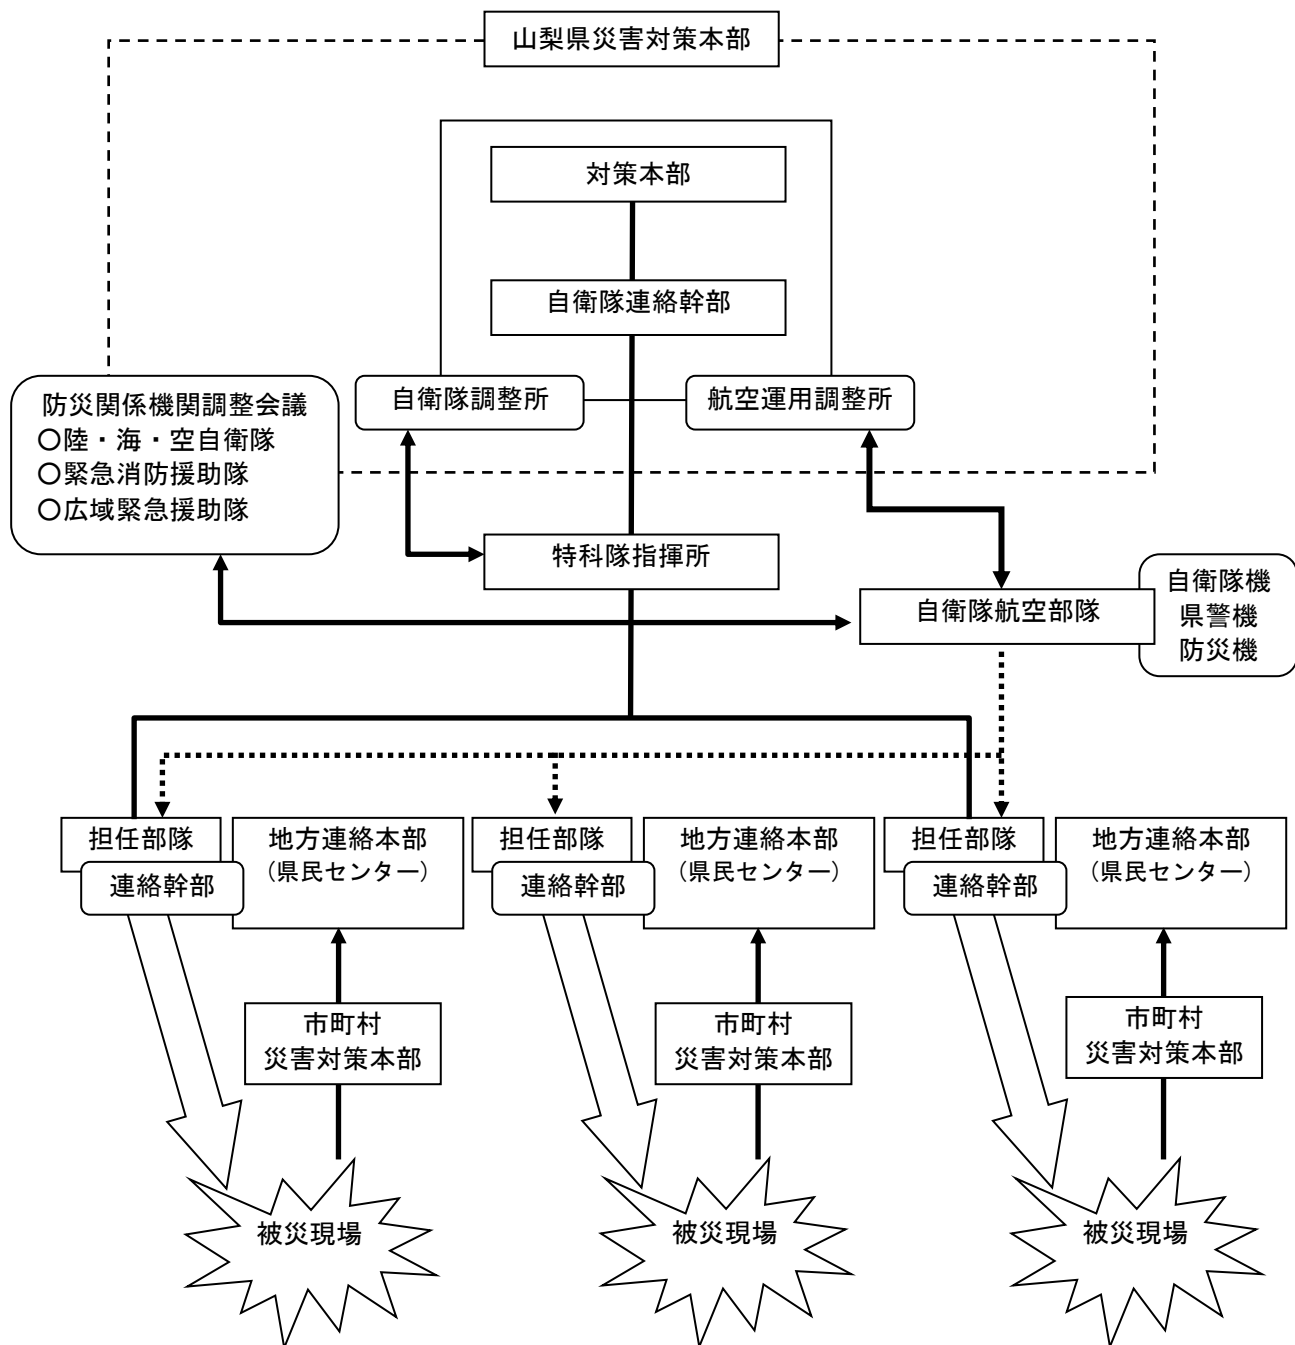 山梨県災害対策本部
対策本部
自衛隊連絡幹部
自衛隊調整所
航空運用調整所
防災関係機関調整会議
○陸・海・空自衛隊
○緊急消防援助隊
○広域緊急援助隊
特科隊指揮所
自衛隊航空部隊
自衛隊機
県警機
防災機
担任部隊
連絡幹部
地方連絡本部
（県民センター）
担任部隊
連絡幹部
地方連絡本部
（県民センター）
担任部隊
連絡幹部
地方連絡本部
（県民センター）
市町村
災害対策本部
市町村
災害対策本部
市町村
災害対策本部
被災現場
被災現場
被災現場